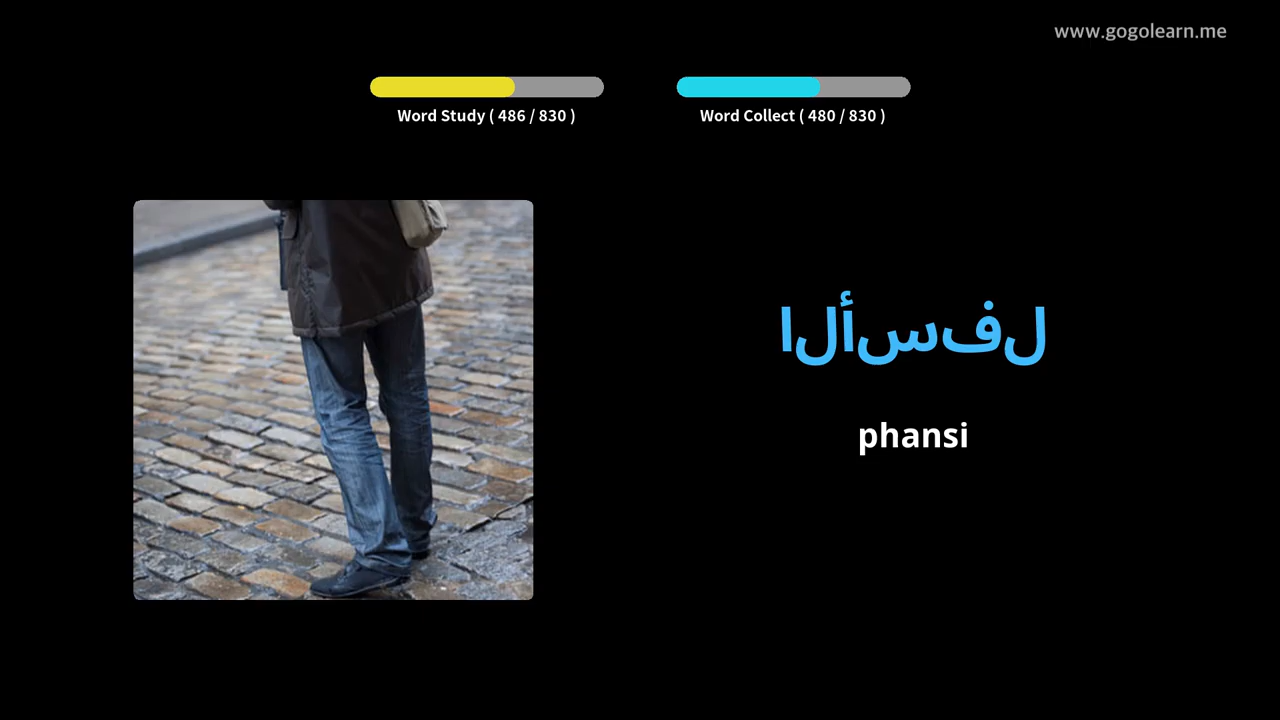 www.gogolearn.me
Word Study ( 486 / 830 )
Word Collect ( 480 / 830 )
الأسفل
phansi